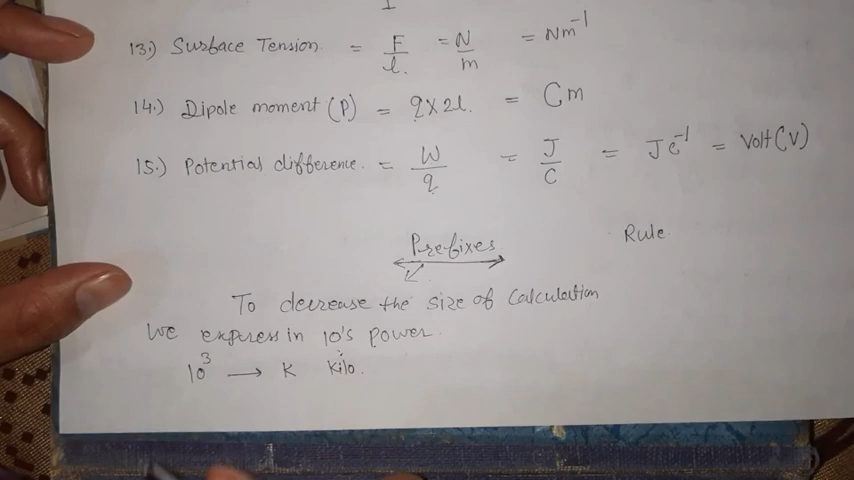 13.) Surface Tension = F/l. = N/m = Nm⁻¹
14.) Dipole moment (P) = q×2l. = Cm
15.) Potential difference. = W/q = J/C = JC⁻¹ = Volt (V)
Prefixes. Rule
To decrease the size of Calculation
We express in 10's power.
10³ → K Kilo.